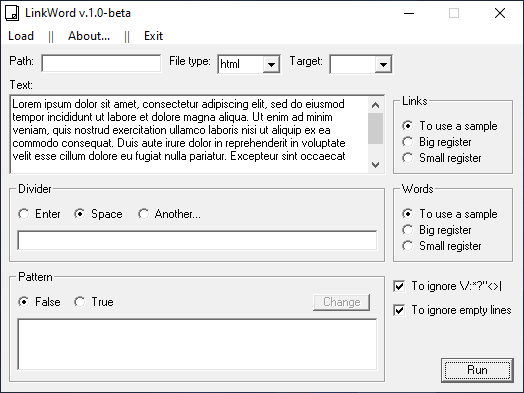 LinkWord v.1.0-beta
Load || About... || Exit
Path: File type: html Target:
Text:
Lorem ipsum dolor sit amet, consectetur adipiscing elit, sed do eiusmod
tempor incididunt ut labore et dolore magna aliqua. Ut enim ad minim
veniam, quis nostrud exercitation ullamco laboris nisi ut aliquip ex ea
commodo consequat. Duis aute irure dolor in reprehenderit in voluptate
velit esse cillum dolore eu fugiat nulla pariatur. Excepteur sint occaecat
Links
To use a sample
Big register
Small register
Divider
Enter Space Another...
Words
To use a sample
Big register
Small register
Pattern
False True Change
To ignore \/:*?"<>|
To ignore empty lines
Run